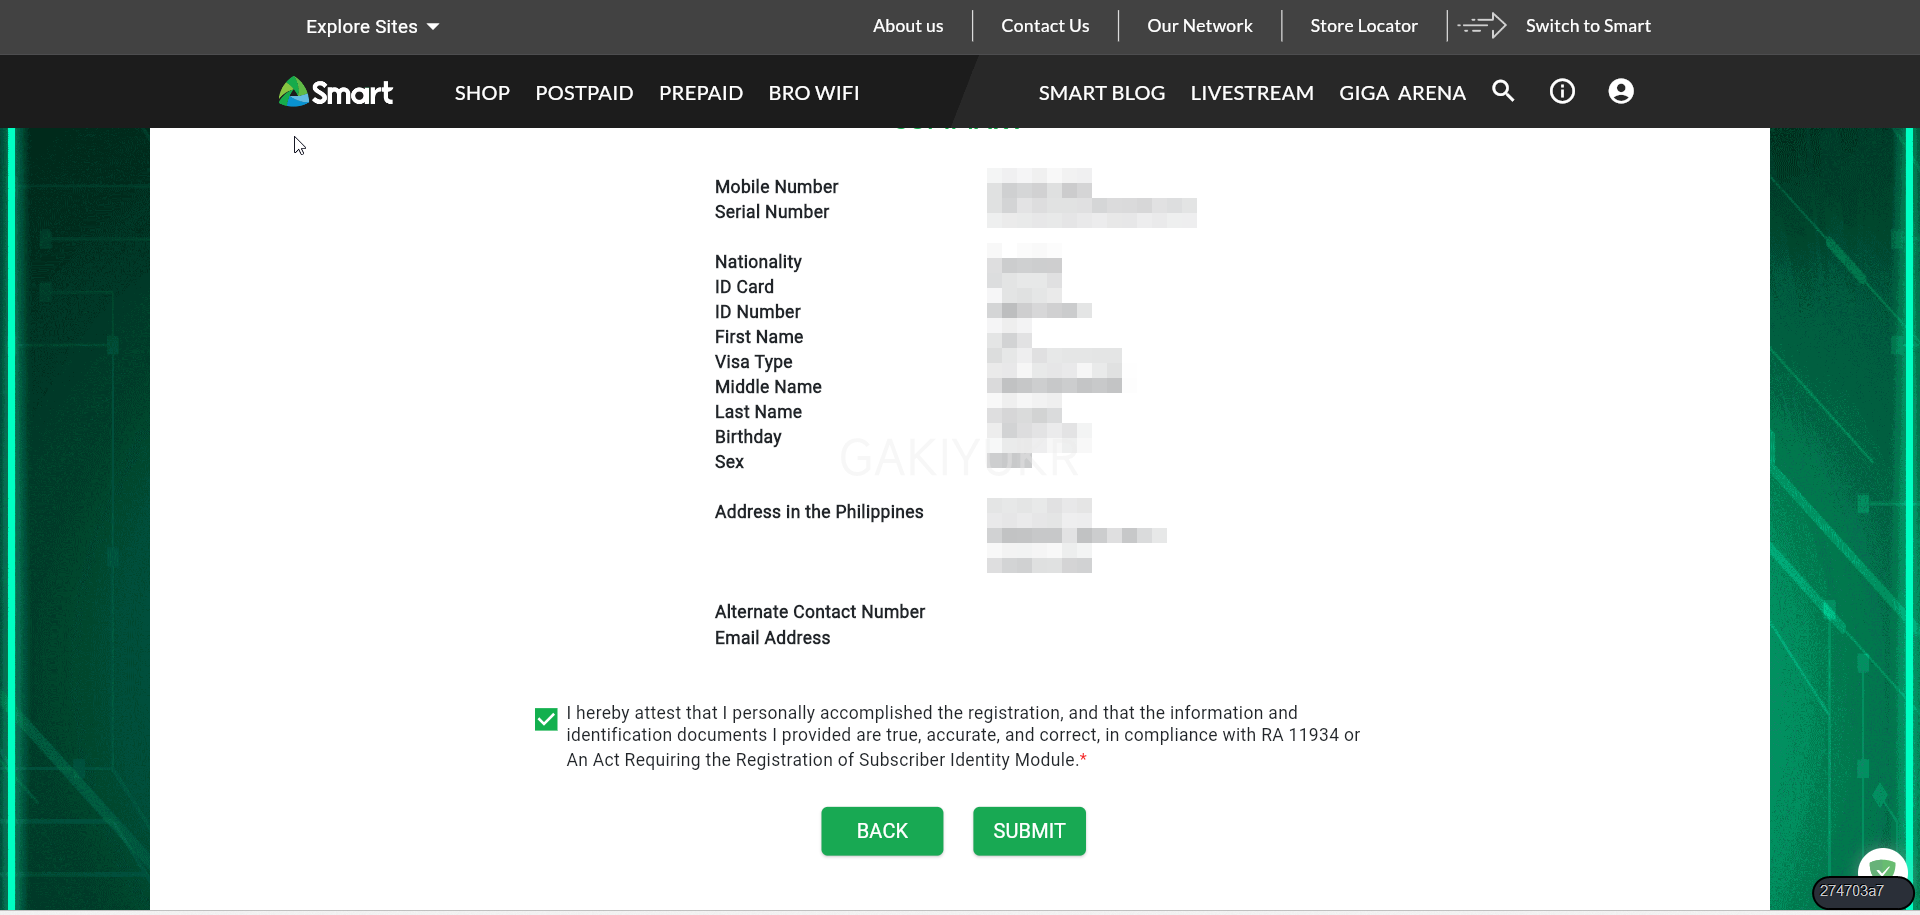 Explore Sites
About us
Contact Us
Our Network
Store Locator
Switch to Smart
Smart
SHOP
POSTPAID
PREPAID
BRO WIFI
SMART BLOG
LIVESTREAM
GIGA ARENA
Mobile Number
Serial Number
Nationality
ID Card
ID Number
First Name
Visa Type
Middle Name
Last Name
Birthday
Sex
GAKIYUKR
Address in the Philippines
Alternate Contact Number
Email Address
I hereby attest that I personally accomplished the registration, and that the information and
identification documents I provided are true, accurate, and correct, in compliance with RA 11934 or
An Act Requiring the Registration of Subscriber Identity Module.*
BACK
SUBMIT
274703a7